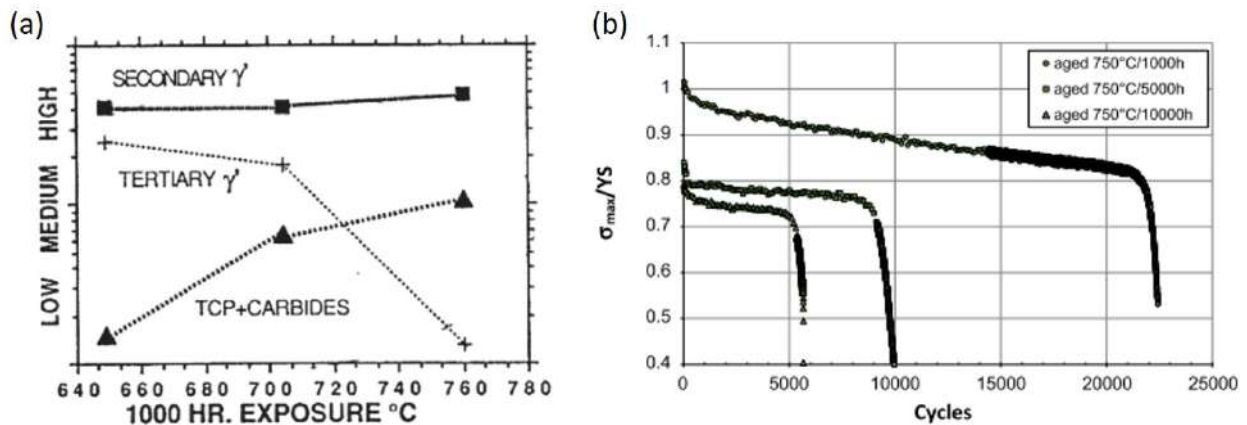 (a)
HIGH
MEDIUM
LOW
SECONDARY γ'
TERTIARY γ'
TCP+CARBIDES
640 660 680 700 720 740 760 780
1000 HR. EXPOSURE °C
(b)
1.1
1
0.9
0.8
0.7
0.6
0.5
0.4
σmax/YS
aged 750°C/1000h
aged 750°C/5000h
aged 750°C/10000h
0 5000 10000 15000 20000 25000
Cycles